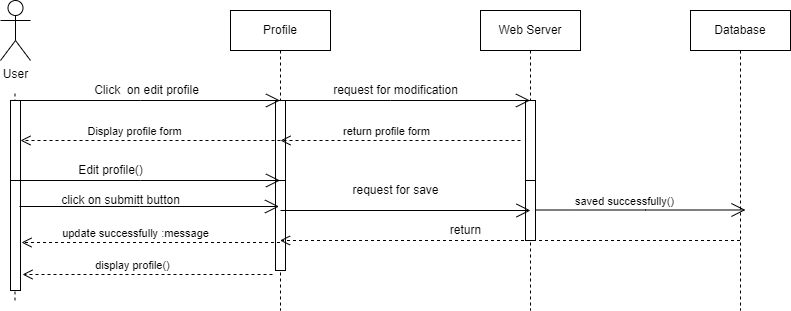 Profile
Web Server
Database
User
Click on edit profile
request for modification
Display profile form
return profile form
Edit profile()
click on submitt button
request for save
saved successfully()
update successfully :message
return
display profile()